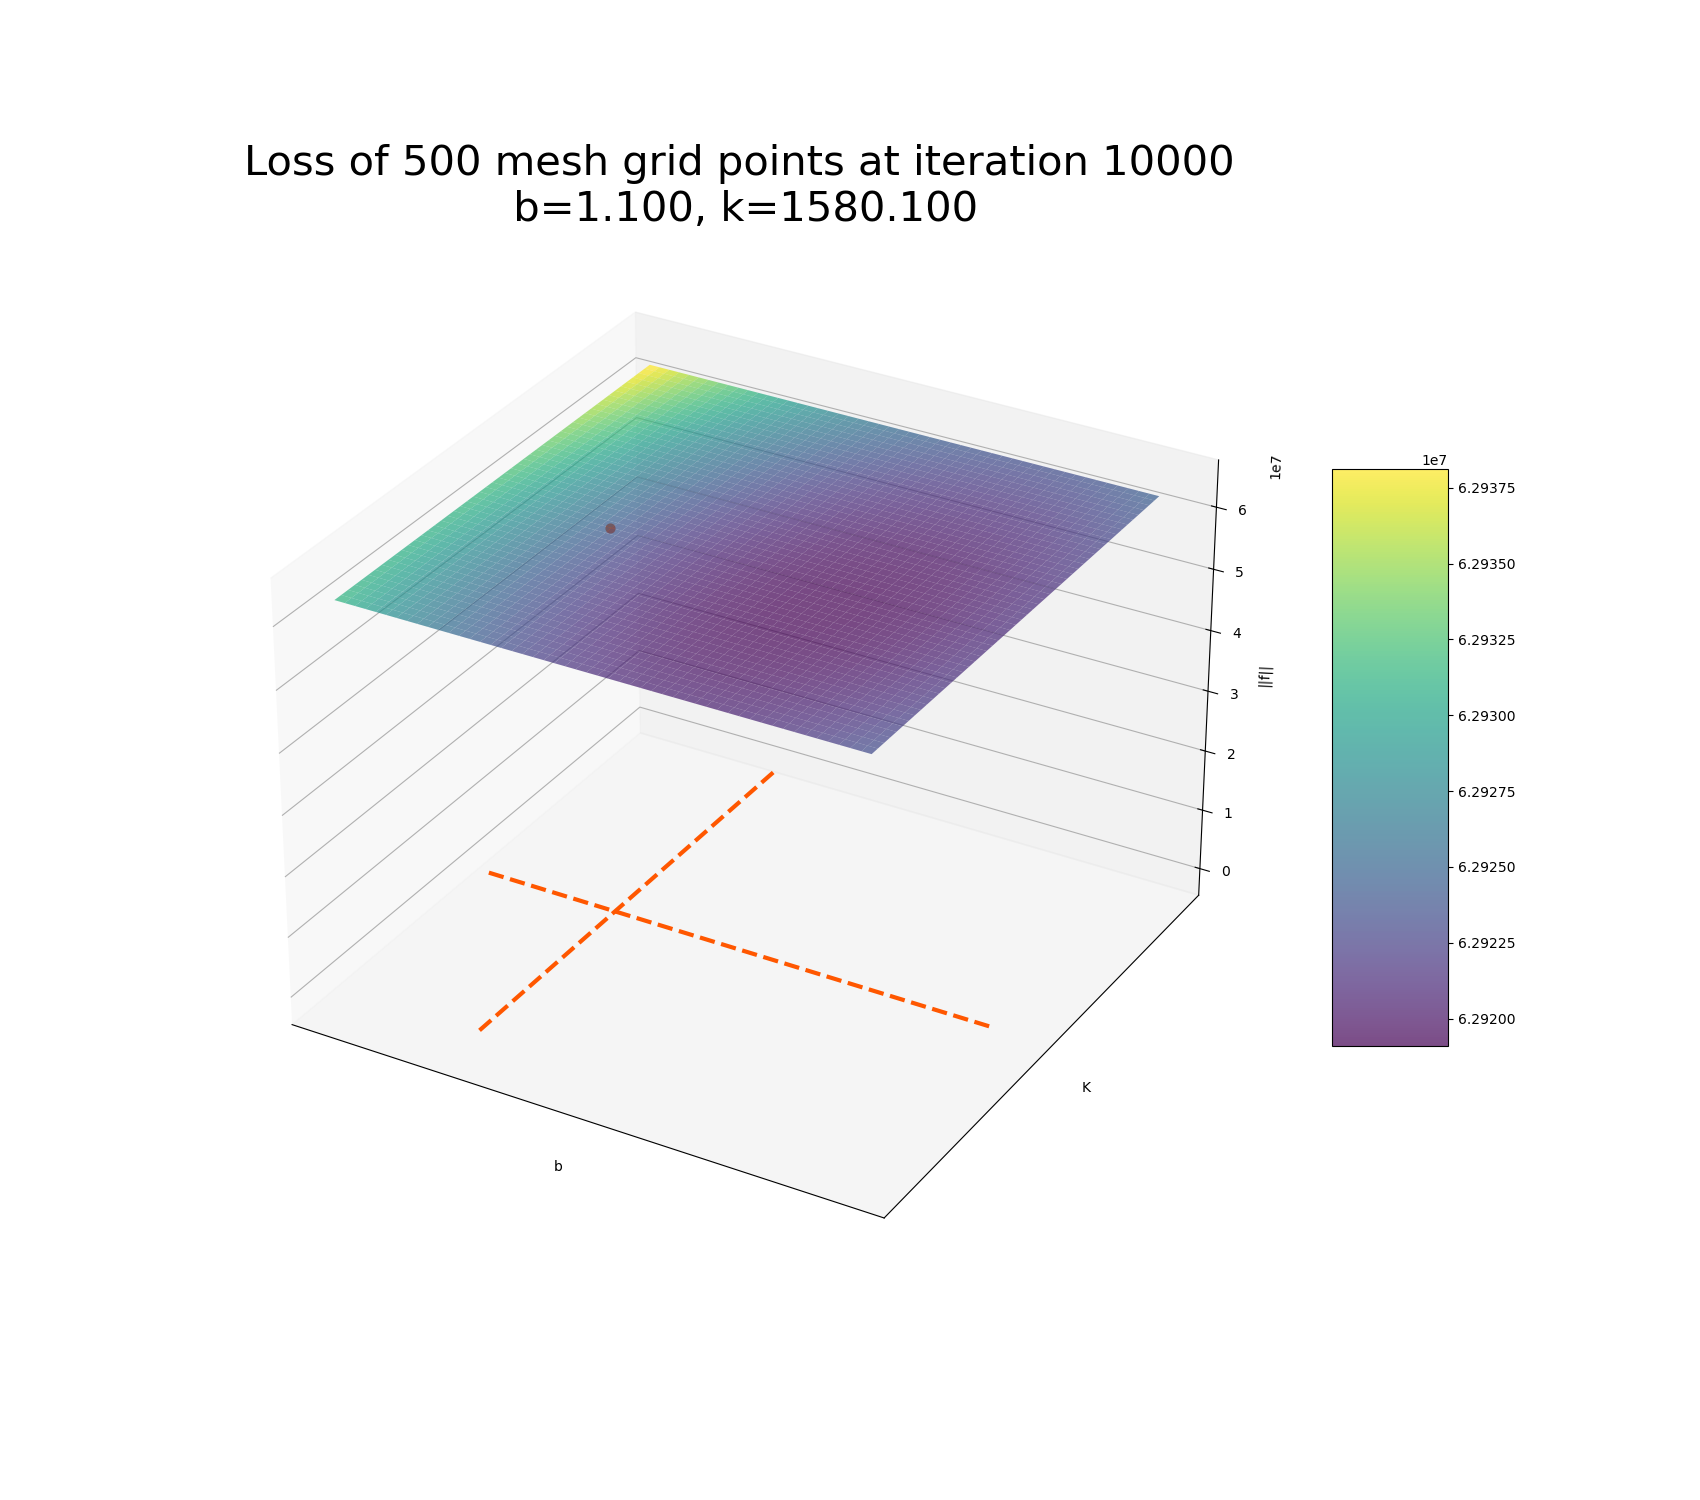 Loss of 500 mesh grid points at iteration 10000
b=1.100, k=1580.100
1e7
6
5
4
3
2
1
0
||f||
K
b
1e7
6.29375
6.29350
6.29325
6.29300
6.29275
6.29250
6.29225
6.29200